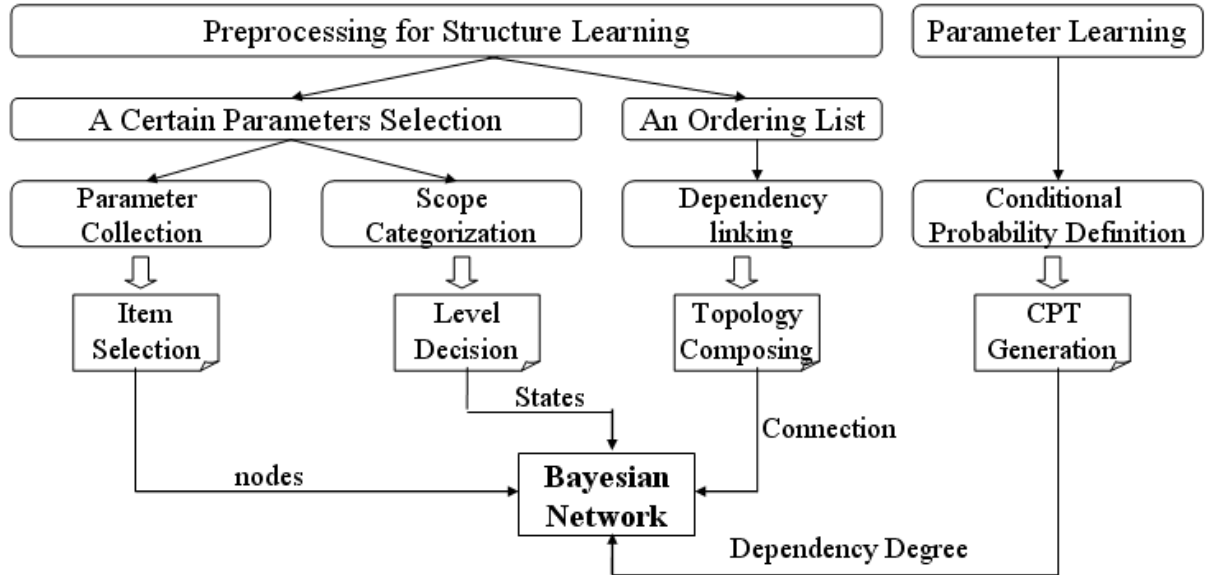 Preprocessing for Structure Learning
Parameter Learning
A Certain Parameters Selection
An Ordering List
Parameter
Collection
Scope
Categorization
Dependency
linking
Conditional
Probability Definition
Item
Selection
Level
Decision
Topology
Composing
CPT
Generation
States
Connection
nodes
Bayesian
Network
Dependency Degree